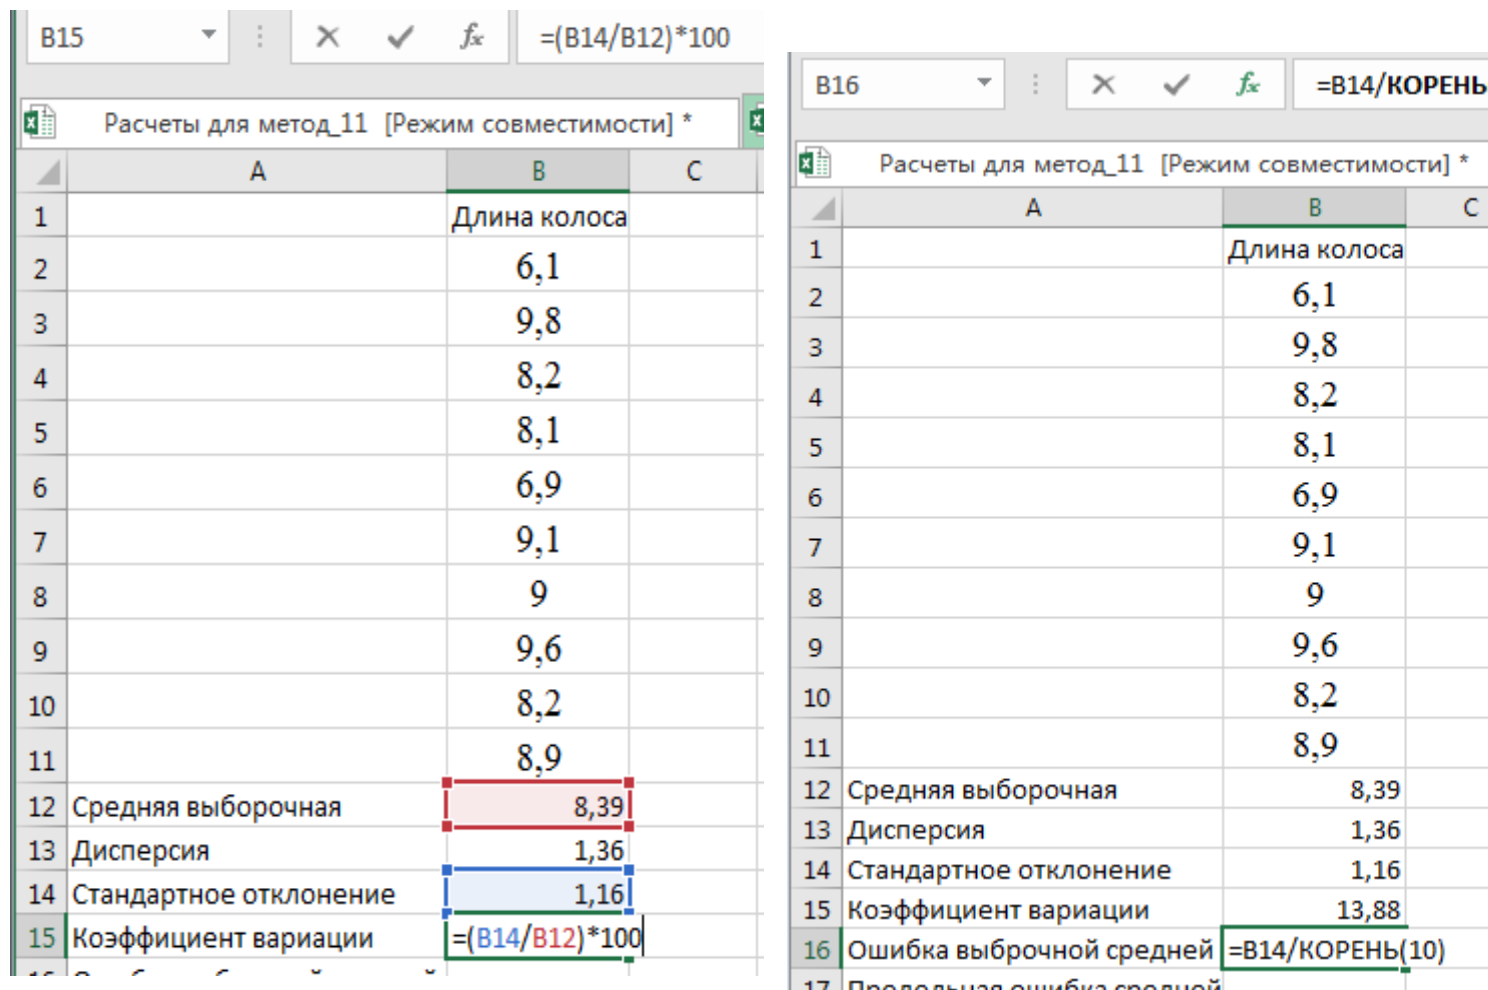 B15 =(B14/B12)*100
Расчеты для метод_11 [Режим совместимости] *
A B C
1 Длина колоса
2 6,1
3 9,8
4 8,2
5 8,1
6 6,9
7 9,1
8 9
9 9,6
10 8,2
11 8,9
12 Средняя выборочная 8,39
13 Дисперсия 1,36
14 Стандартное отклонение 1,16
15 Коэффициент вариации =(B14/B12)*100
B16 fx =B14/КОРЕНЬ
Расчеты для метод_11 [Режим совместимости] *
A B C
1 Длина колоса
2 6,1
3 9,8
4 8,2
5 8,1
6 6,9
7 9,1
8 9
9 9,6
10 8,2
11 8,9
12 Средняя выборочная 8,39
13 Дисперсия 1,36
14 Стандартное отклонение 1,16
15 Коэффициент вариации 13,88
16 Ошибка выброчной средней =B14/КОРЕНЬ(10)
17 Предельная ошибка средней